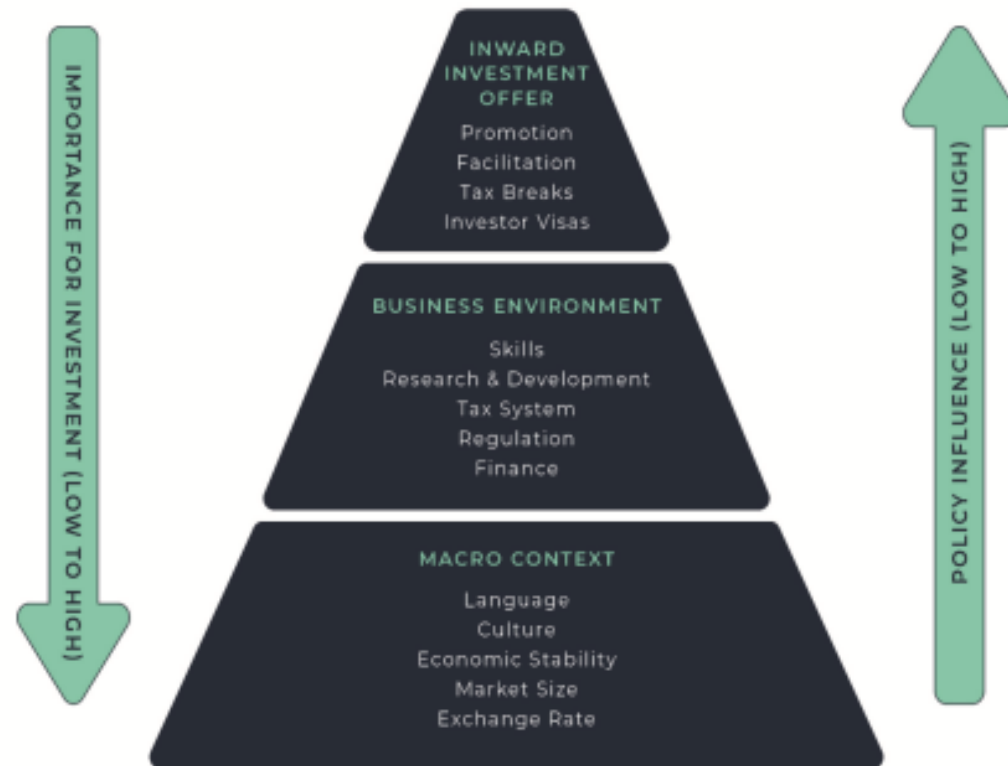 IMPORTANCE FOR INVESTMENT (LOW TO HIGH)
INWARD
INVESTMENT
OFFER
Promotion
Facilitation
Tax Breaks
Investor Visas
BUSINESS ENVIRONMENT
Skills
Research & Development
Tax System
Regulation
Finance
MACRO CONTEXT
Language
Culture
Economic Stability
Market Size
Exchange Rate
POLICY INFLUENCE (LOW TO HIGH)